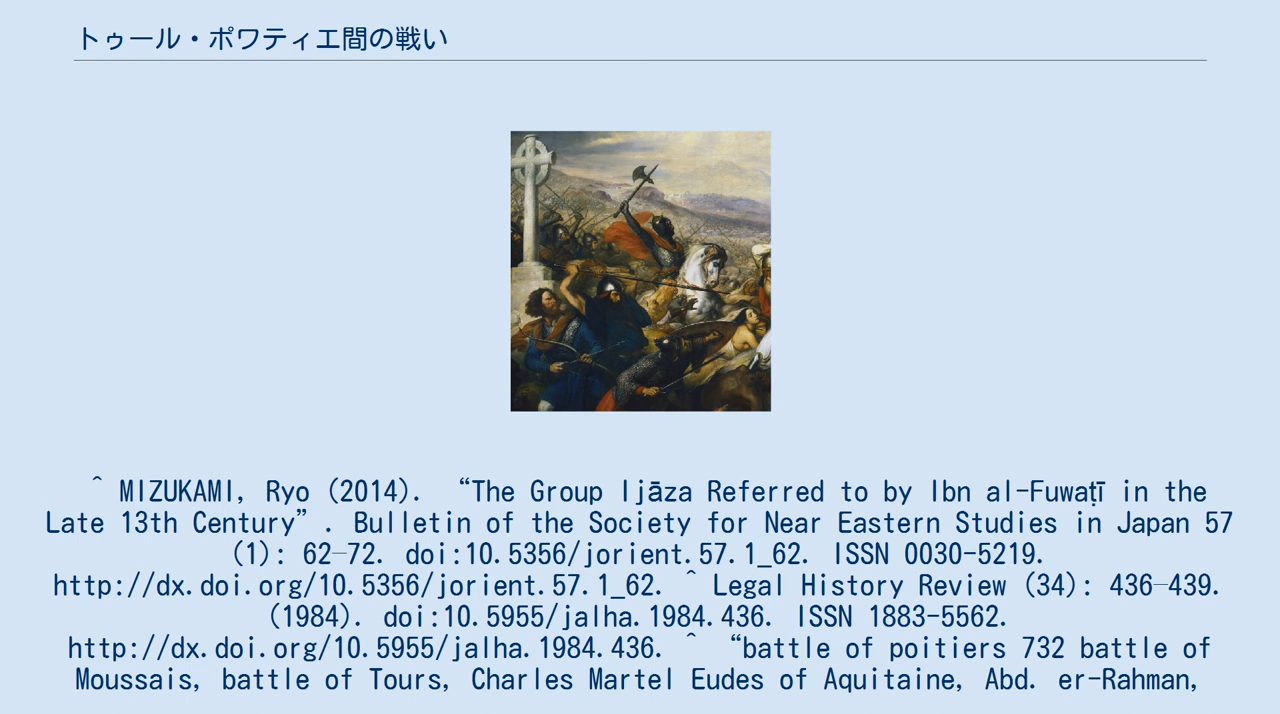 トゥール・ポワティエ間の戦い
^ MIZUKAMI, Ryo (2014). “The Group Ijāza Referred to by Ibn al-Fuwaṭī in the
Late 13th Century”. Bulletin of the Society for Near Eastern Studies in Japan 57
(1): 62–72. doi:10.5356/jorient.57.1_62. ISSN 0030-5219.
http://dx.doi.org/10.5356/jorient.57.1_62. ^ Legal History Review (34): 436–439.
(1984). doi:10.5955/jalha.1984.436. ISSN 1883-5562.
http://dx.doi.org/10.5955/jalha.1984.436. ^ “battle of poitiers 732 battle of
Moussais, battle of Tours, Charles Martel Eudes of Aquitaine, Abd. er-Rahman,